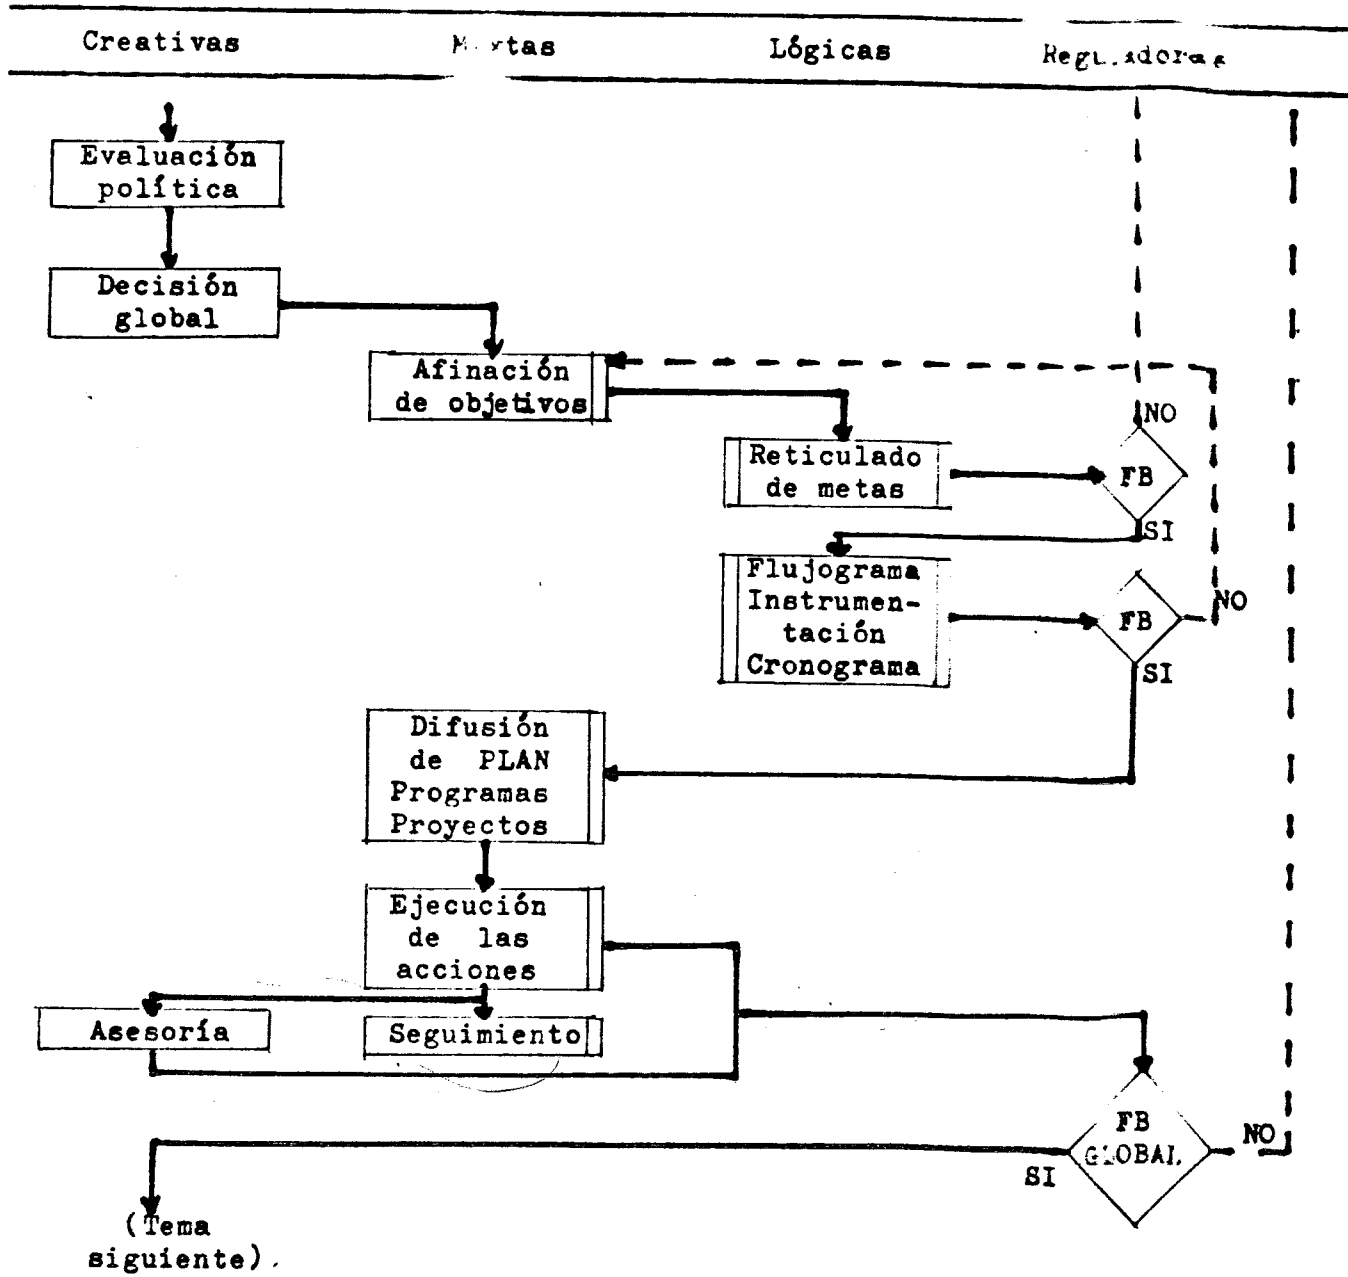 Creativas Lógicas
Evaluación
política
Decisión
global
Afinación
de objetivos
NO
Reticulado
de metas
FB
SI
Flujograma
Instrumen-
tación
Cronograma
FB
NO
SI
Difusión
de PLAN
Programas
Proyectos
Ejecución
de las
acciones
Asesoría
Seguimiento
FB
GLOBAL
NO
SI
(Tema
siguiente).